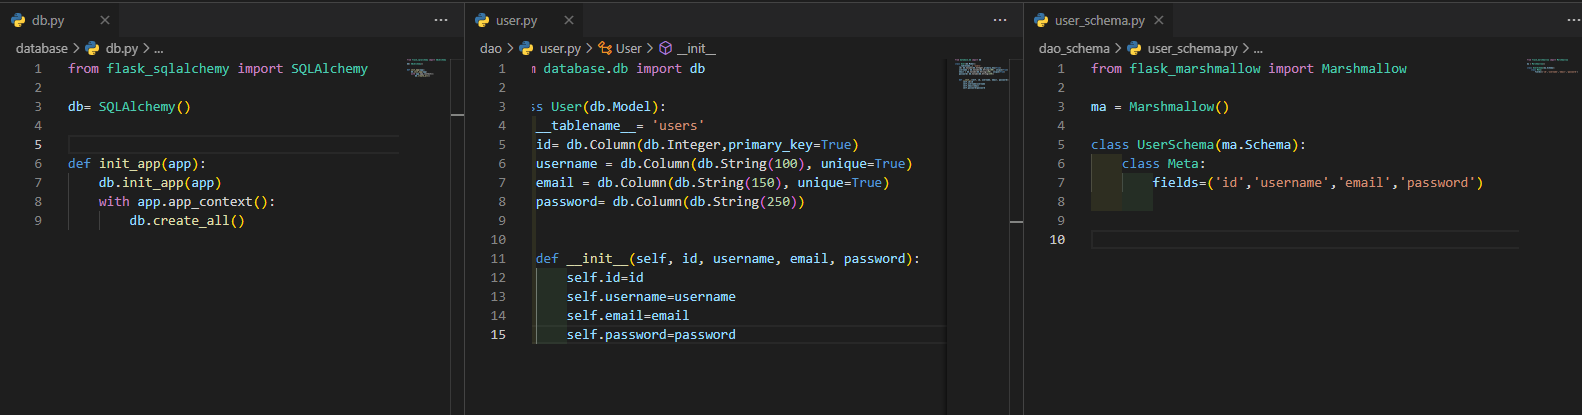 db.py
database > db.py > ...
1 from flask_sqlalchemy import SQLAlchemy
2
3 db= SQLAlchemy()
4
5
6 def init_app(app):
7 db.init_app(app)
8 with app.app_context():
9 db.create_all()
user.py
dao > user.py > User > __init__
1 m database.db import db
2
3 ss User(db.Model):
4 __tablename__= 'users'
5 id= db.Column(db.Integer,primary_key=True)
6 username = db.Column(db.String(100), unique=True)
7 email = db.Column(db.String(150), unique=True)
8 password= db.Column(db.String(250))
9
10
11 def __init__(self, id, username, email, password):
12 self.id=id
13 self.username=username
14 self.email=email
15 self.password=password
user_schema.py
dao_schema > user_schema.py > ...
1 from flask_marshmallow import Marshmallow
2
3 ma = Marshmallow()
4
5 class UserSchema(ma.Schema):
6 class Meta:
7 fields=('id','username','email','password')
8
9
10